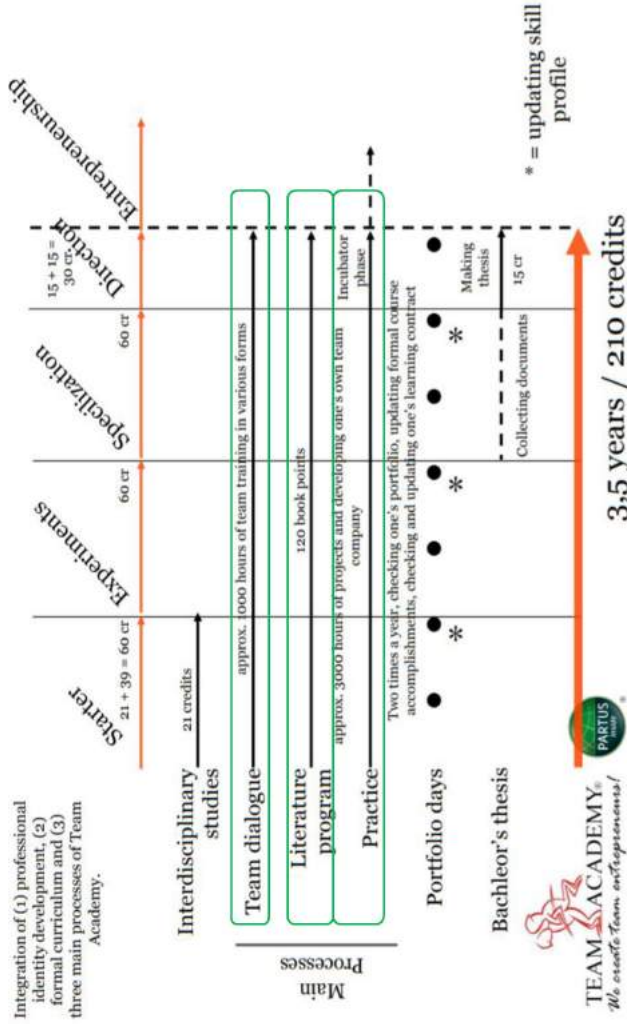 Integration of (1) professional
identity development, (2)
formal curriculum and (3)
three main processes of Team
Academy.
Starter
Experiments
Specilization
Direction
Entrepreneurship
21 + 39 = 60 cr
60 cr
60 cr
15 + 15 =
30 cr.
Interdisciplinary
studies
21 credits
Main
Processes
Team dialogue
approx. 1000 hours of team training in various forms
Literature
program
120 book points
Practice
approx. 3000 hours of projects and developing one's own team
company
Incubator
phase
Two times a year, checking one's portfolio, updating formal course
accomplishments, checking and updating one's learning contract
Portfolio days
*
*
*
* = updating skill
profile
Bachleor's thesis
Collecting documents
Making
thesis
15 cr
3,5 years / 210 credits
TEAM ACADEMY®
We create team entrepreneurs!
PARTUS
®